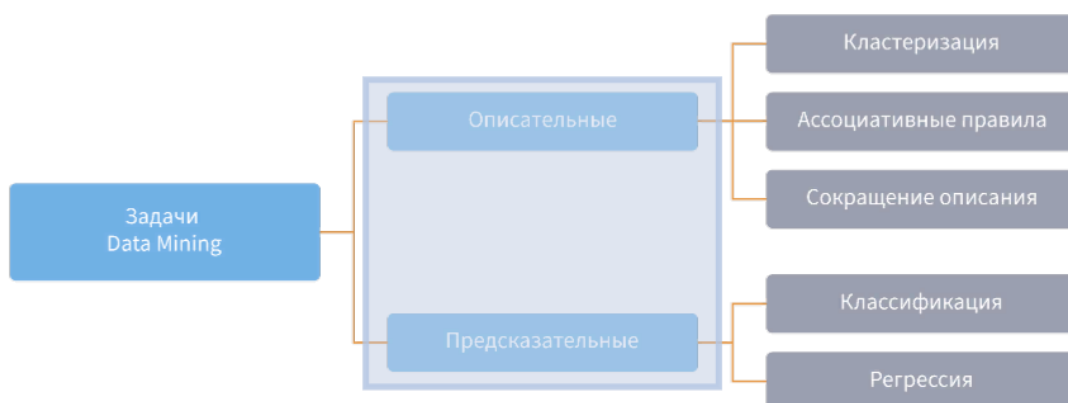 Задачи
Data Mining
Описательные
Кластеризация
Ассоциативные правила
Сокращение описания
Предсказательные
Классификация
Регрессия